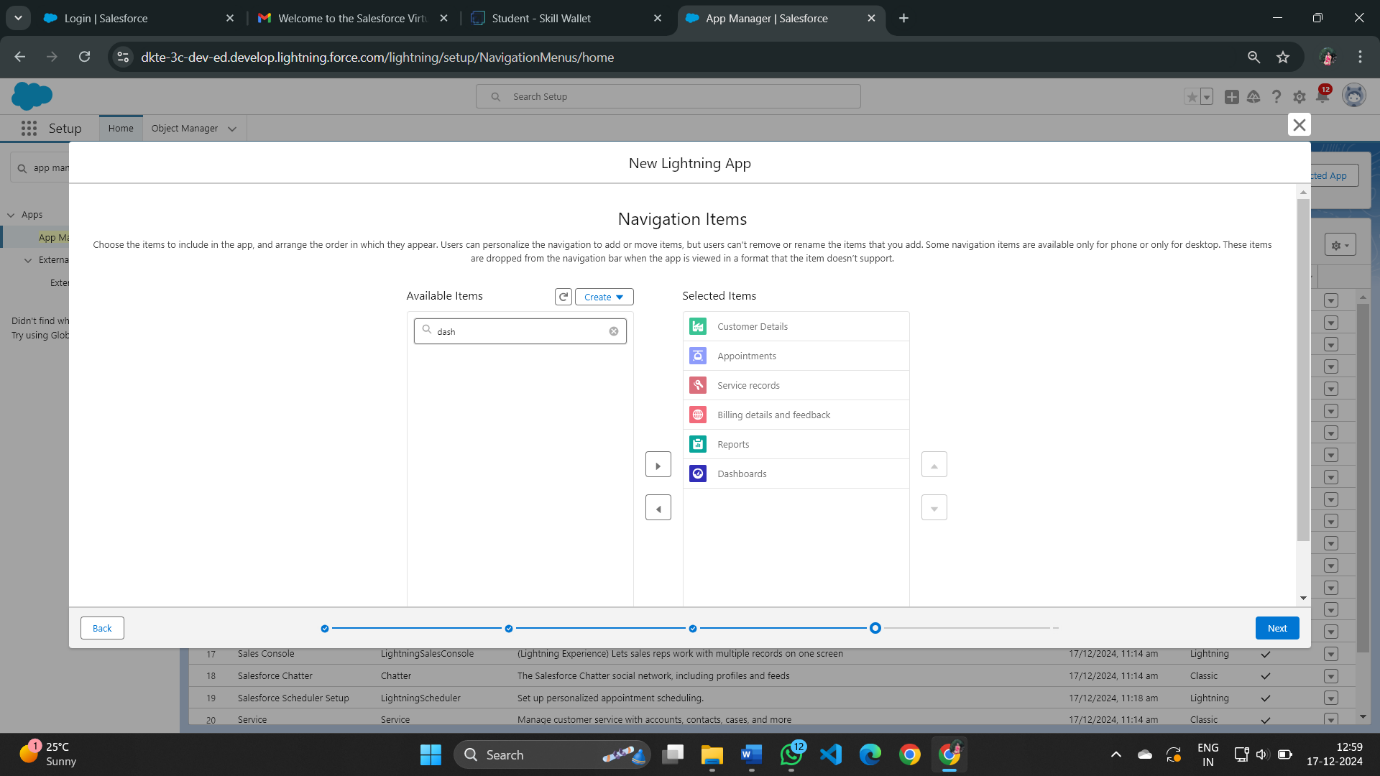 Login | Salesforce
Welcome to the Salesforce Virtu
Student - Skill Wallet
App Manager | Salesforce
dkte-3c-dev-ed.develop.lightning.force.com/lightning/setup/NavigationMenus/home
Search Setup
12
Setup
Home
Object Manager
New Lightning App
app man
cted App
Navigation Items
Apps
App Ma
Choose the items to include in the app, and arrange the order in which they appear. Users can personalize the navigation to add or move items, but users can't remove or rename the items that you add. Some navigation items are available only for phone or only for desktop. These items
are dropped from the navigation bar when the app is viewed in a format that the item doesn't support.
Externa
Exter
Available Items
Create
Selected Items
Didn't find wh
Try using Glob
dash
Customer Details
Appointments
Service records
Billing details and feedback
Reports
Dashboards
Back
Next
17 Sales Console LightningSalesConsole (Lightning Experience) Lets sales reps work with multiple records on one screen 17/12/2024, 11:14 am Lightning
18 Salesforce Chatter Chatter The Salesforce Chatter social network, including profiles and feeds 17/12/2024, 11:14 am Classic
19 Salesforce Scheduler Setup LightningScheduler Set up personalized appointment scheduling. 17/12/2024, 11:18 am Lightning
20 Service Service Manage customer service with accounts, contacts, cases, and more 17/12/2024, 11:14 am Classic
1
25°C
Sunny
Search
12
ENG
IN
12:59
17-12-2024